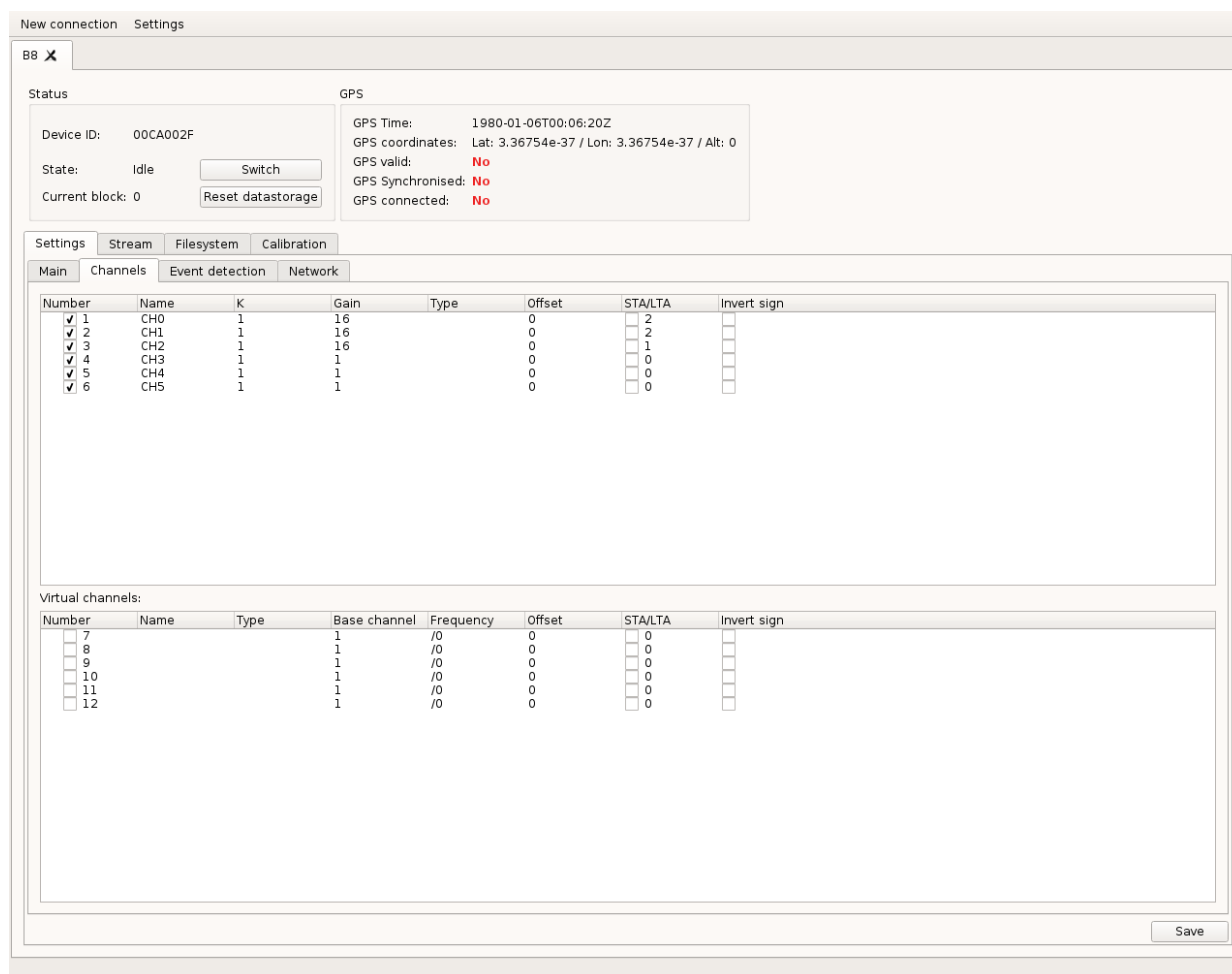 New connection Settings
B8
Status
Device ID: 00CA002F
State: Idle Switch
Current block: 0 Reset datastorage
GPS
GPS Time: 1980-01-06T00:06:20Z
GPS coordinates: Lat: 3.36754e-37 / Lon: 3.36754e-37 / Alt: 0
GPS valid: No
GPS Synchronised: No
GPS connected: No
Settings Stream Filesystem Calibration
Main Channels Event detection Network
Number Name K Gain Type Offset STA/LTA Invert sign
1 CH0 1 16 0 2
2 CH1 1 16 0 2
3 CH2 1 16 0 1
4 CH3 1 1 0 0
5 CH4 1 1 0 0
6 CH5 1 1 0 0
Virtual channels:
Number Name Type Base channel Frequency Offset STA/LTA Invert sign
7 1 /0 0 0
8 1 /0 0 0
9 1 /0 0 0
10 1 /0 0 0
11 1 /0 0 0
12 1 /0 0 0
Save